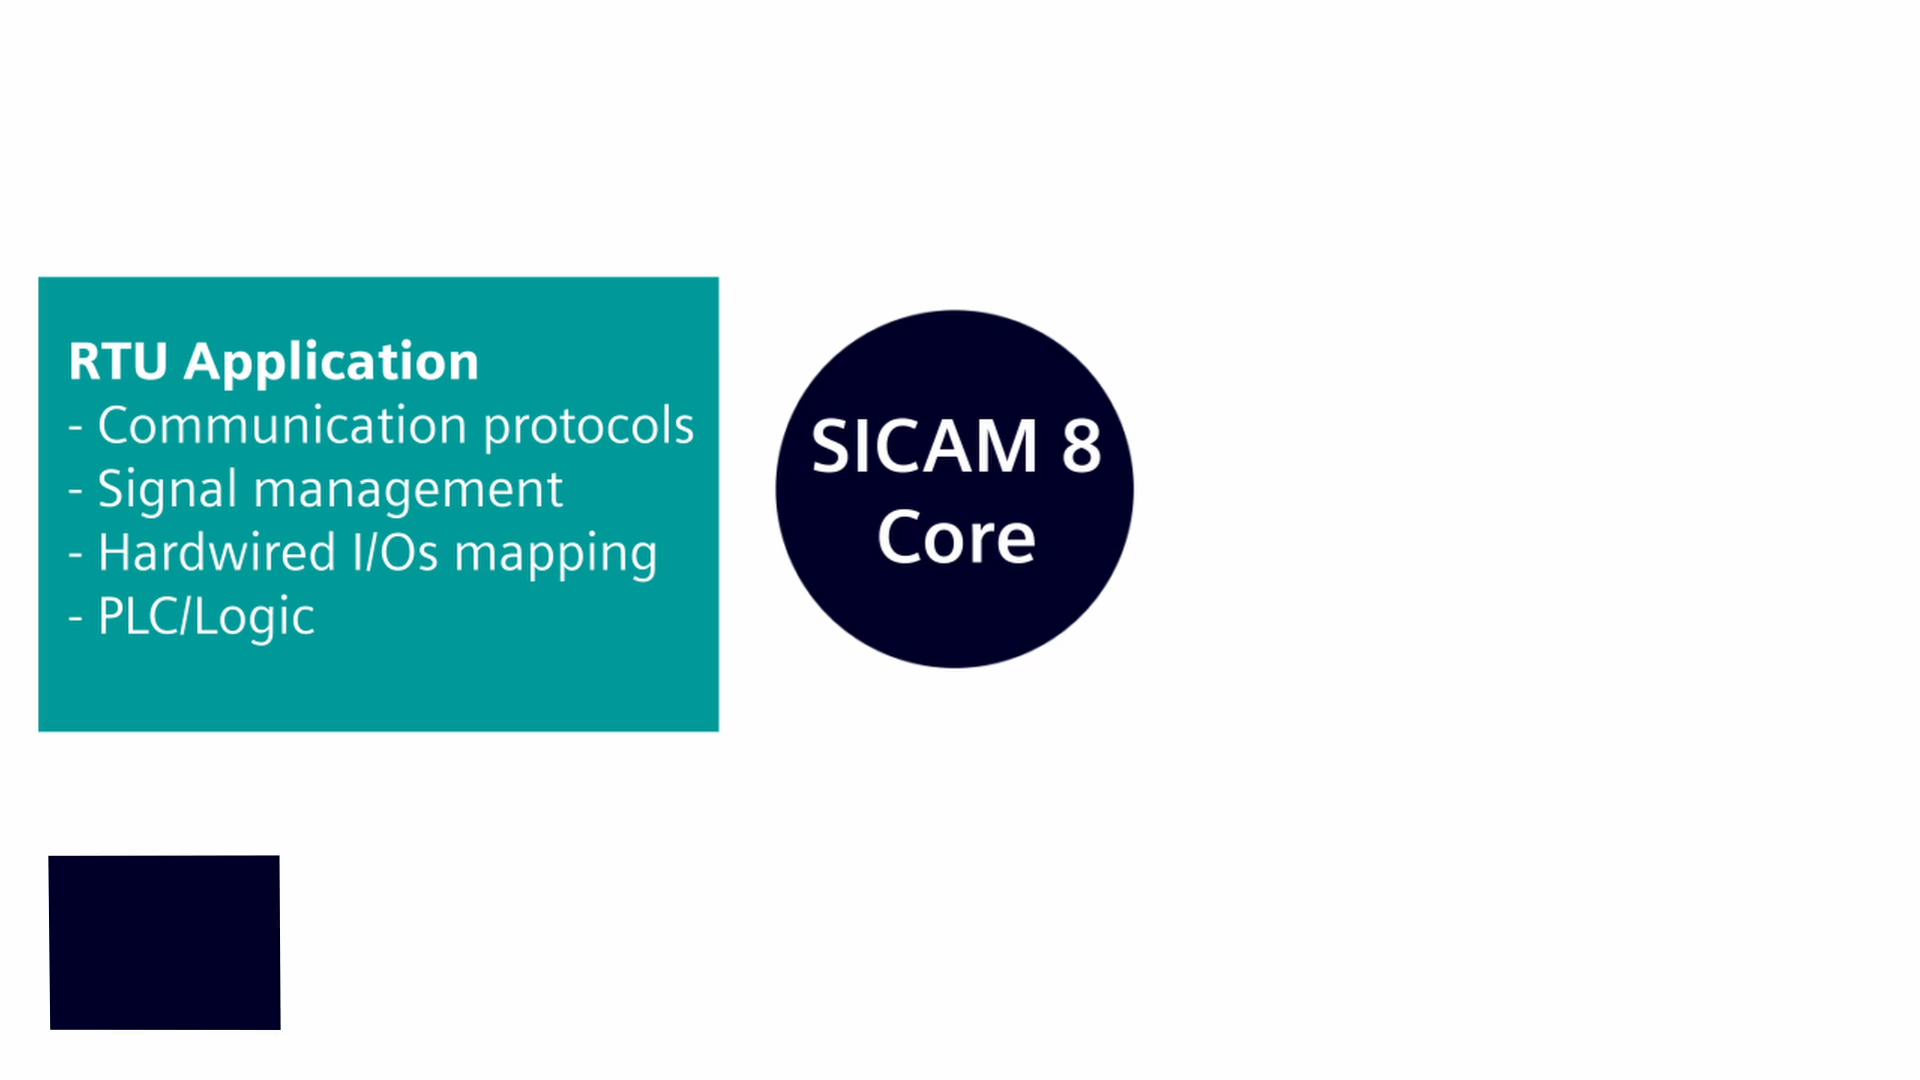 RTU Application
- Communication protocols
- Signal management
- Hardwired I/Os mapping
- PLC/Logic
SICAM 8
Core